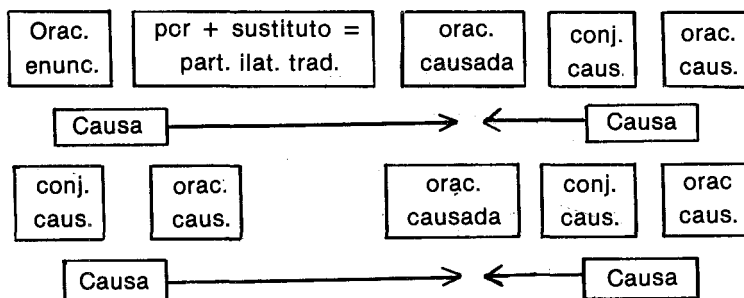 Orac. enunc.
por + sustituto = part. ilat. trad.
orac. causada
conj. caus.
orac. caus.
Causa
Causa
conj. caus.
orac. caus.
orac. causada
conj. caus.
orac caus.
Causa
Causa